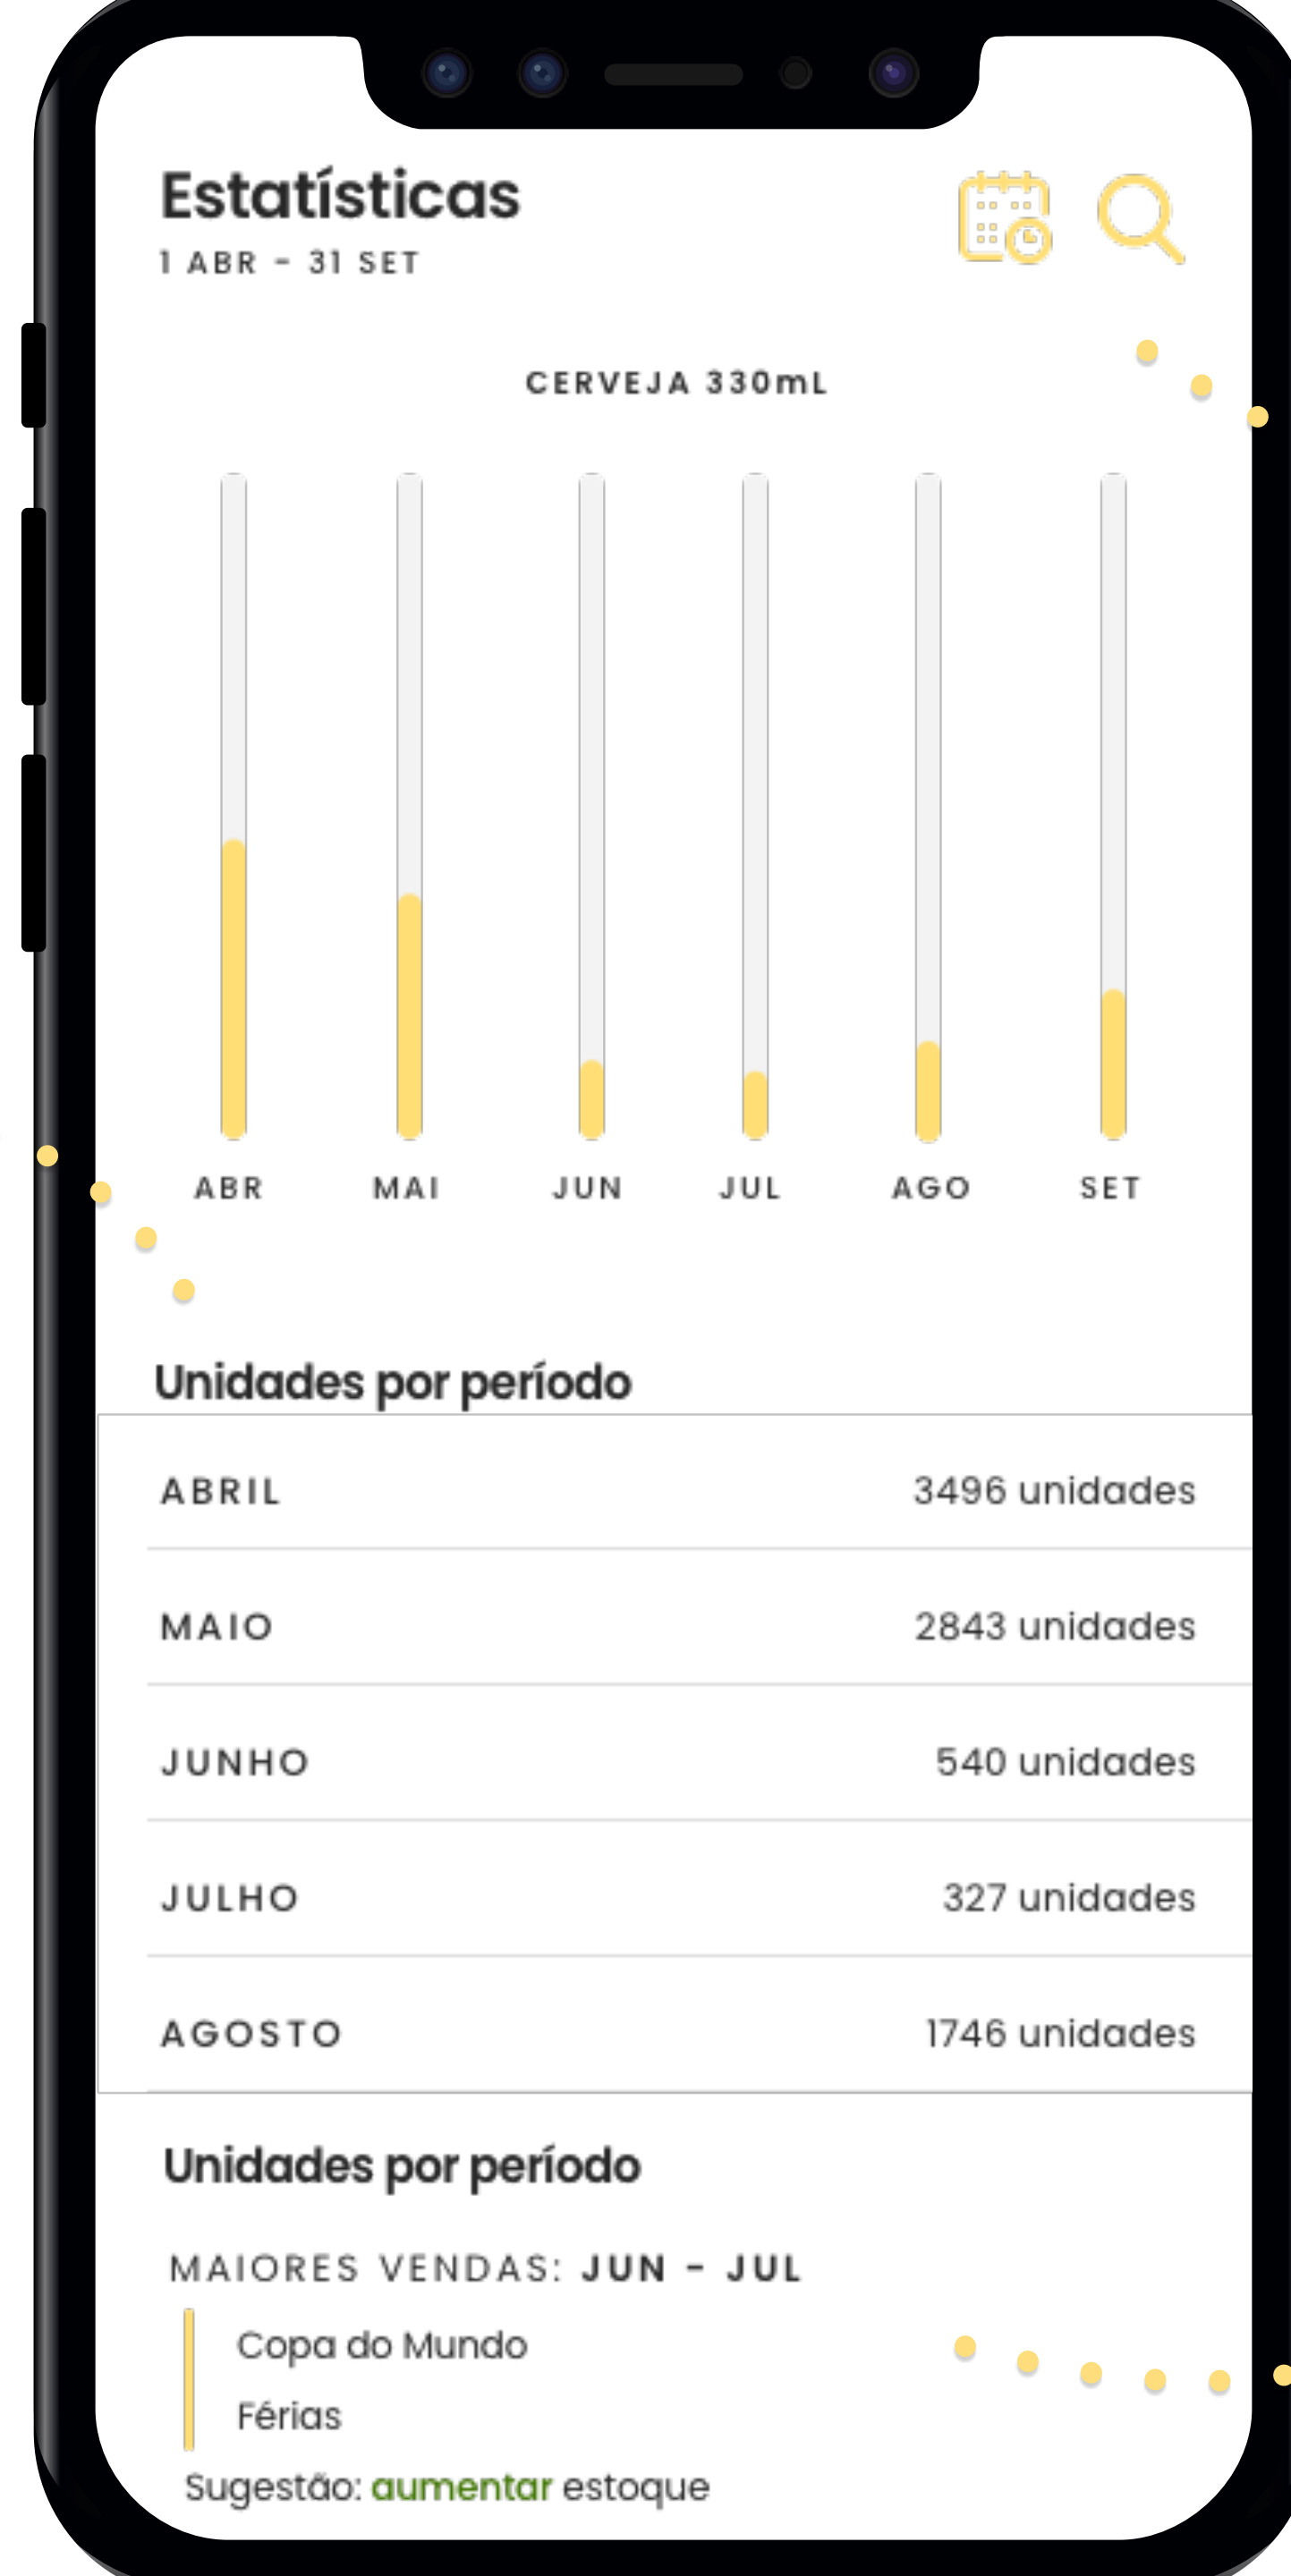 Estatísticas
1 ABR - 31 SET
CERVEJA 330mL
ABR MAI JUN JUL AGO SET
Unidades por período
ABRIL 3496 unidades
MAIO 2843 unidades
JUNHO 540 unidades
JULHO 327 unidades
AGOSTO 1746 unidades
Unidades por período
MAIORES VENDAS: JUN - JUL
Copa do Mundo
Férias
Sugestão: aumentar estoque